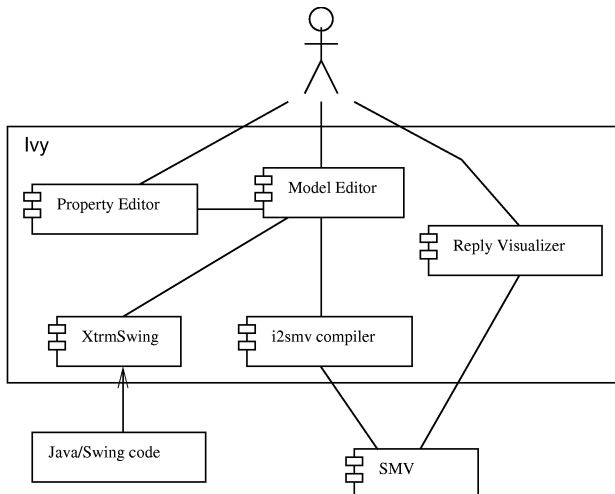 Ivy
Model Editor
Property Editor
Reply Visualizer
XtrmSwing
i2smv compiler
Java/Swing code
SMV